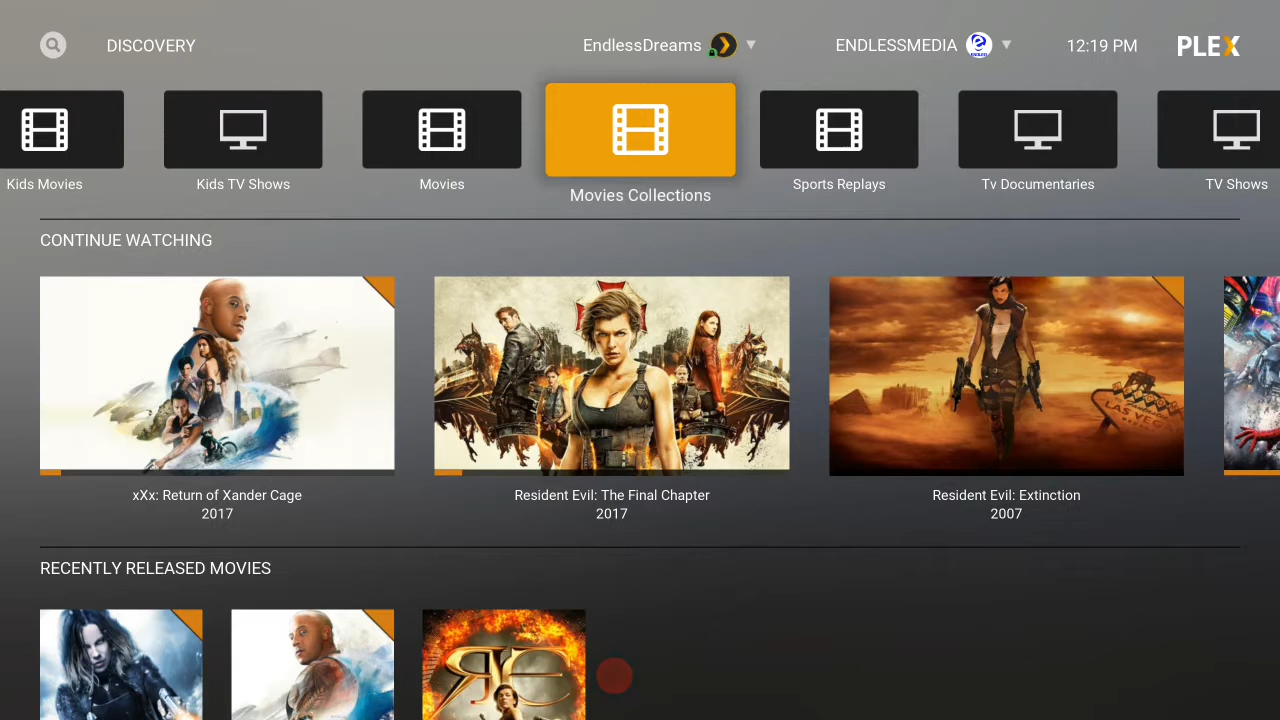 DISCOVERY
EndlessDreams
ENDLESSMEDIA
12:19 PM
PLEX
Kids Movies
Kids TV Shows
Movies
Movies Collections
Sports Replays
Tv Documentaries
TV Shows
CONTINUE WATCHING
LAS VEGAS
xXx: Return of Xander Cage
2017
Resident Evil: The Final Chapter
2017
Resident Evil: Extinction
2007
RECENTLY RELEASED MOVIES